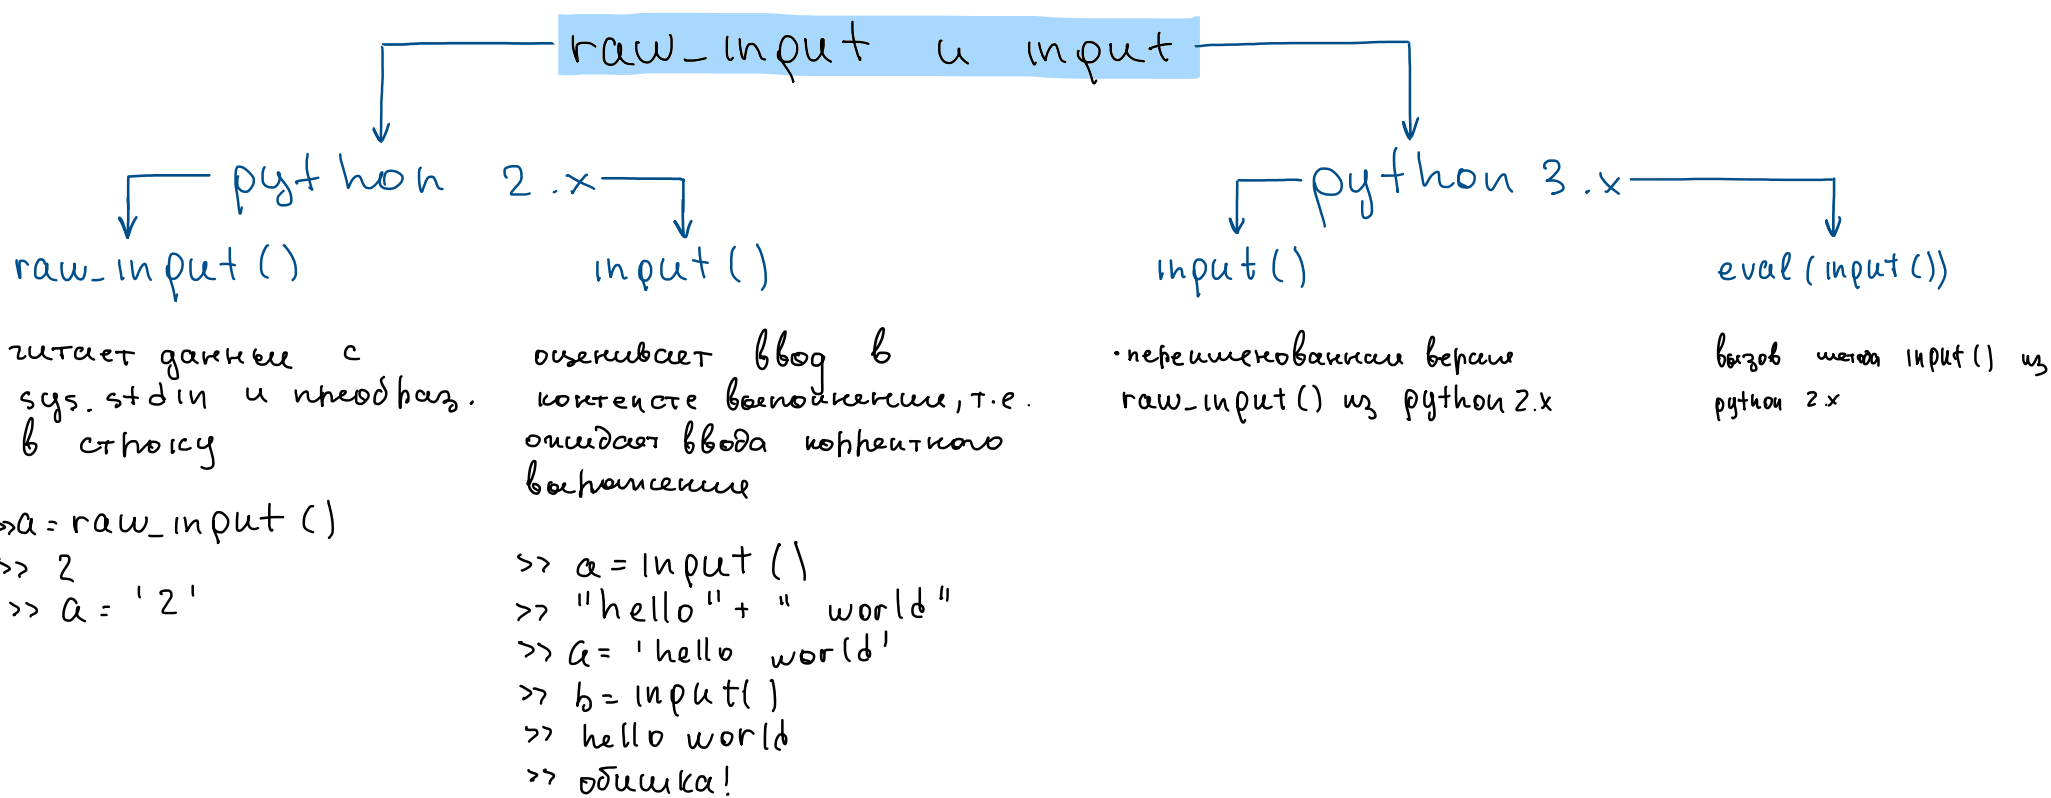 raw_input и input
python 2.x
python 3.x
raw_input()
input()
input()
eval(input())
читает данные с
sys.stdin и преобраз.
в строку
>>a = raw_input()
>> 2
>> a = '2'
оценивает ввод в
контексте выполнения, т.е.
ожидает ввода корректного
выражения
>> a = input()
>> "hello" + " world"
>> a = 'hello world'
>> b = input()
>> hello world
>> обишка!
· переименованная версия
raw_input() из python 2.x
вызов метода input() из
python 2.x